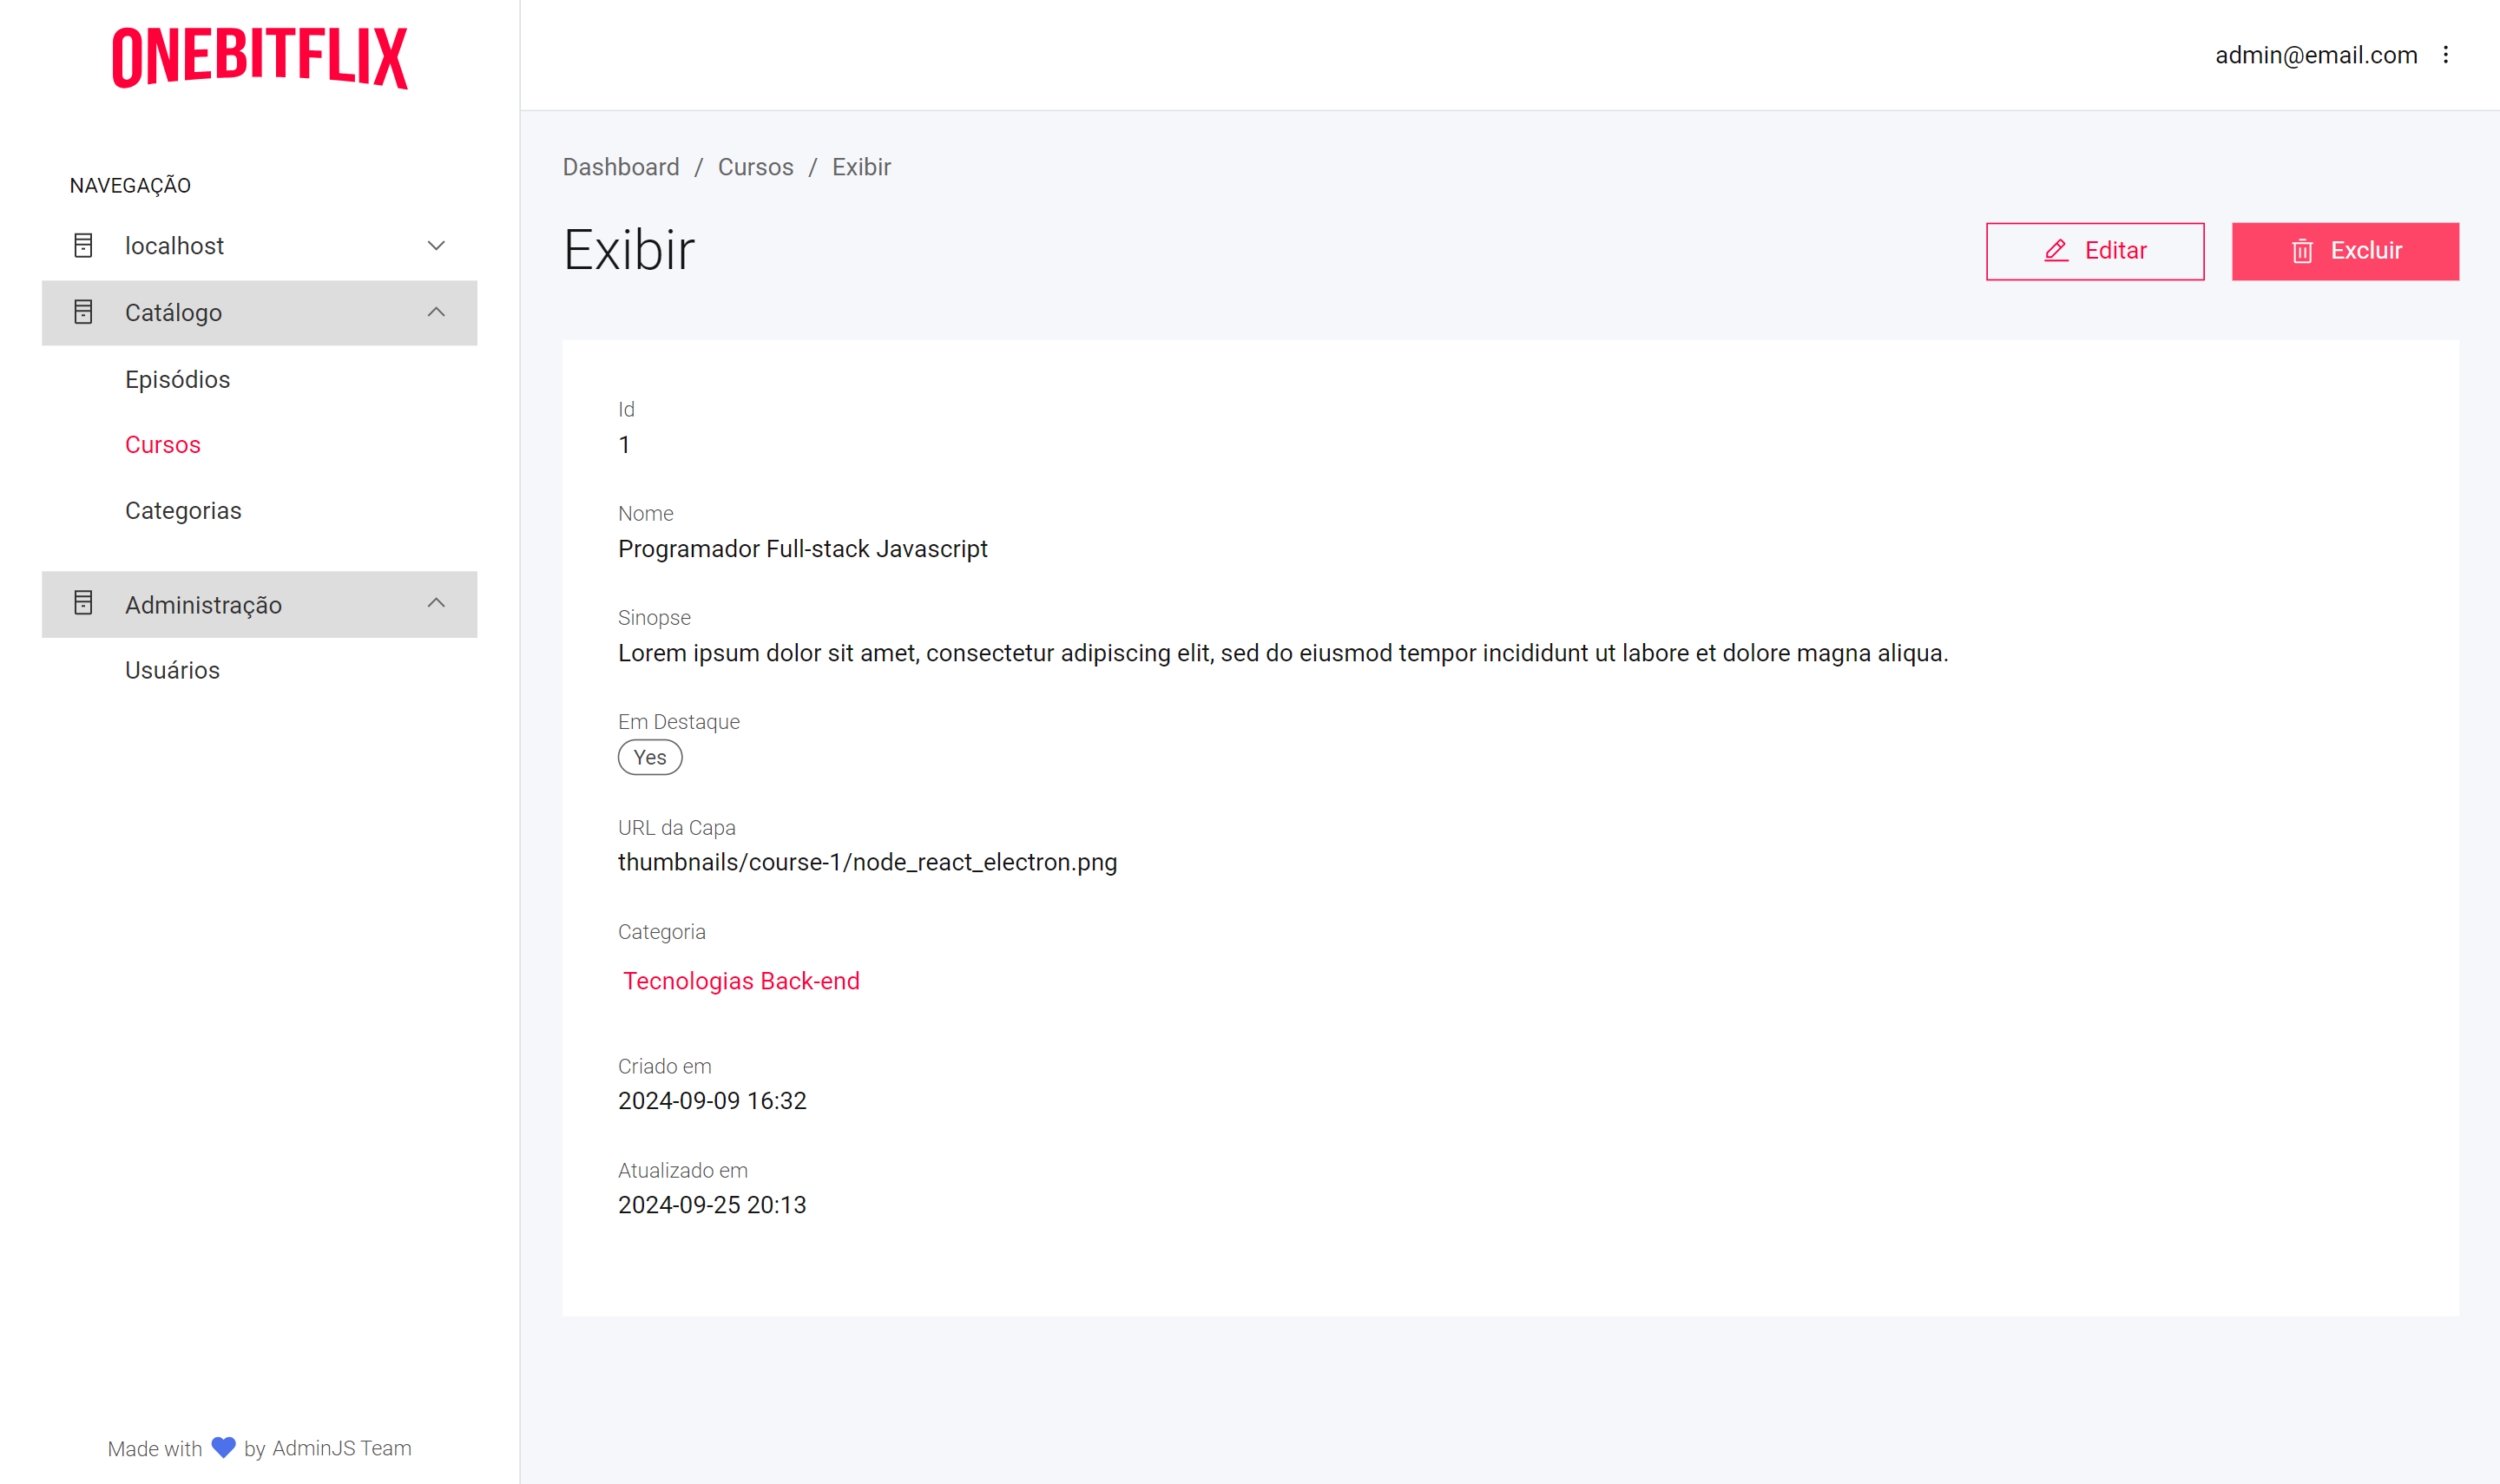 ONEBITFLIX
admin@email.com
NAVEGAÇÃO
localhost
Catálogo
Episódios
Cursos
Categorias
Administração
Usuários
Made with by AdminJS Team
Dashboard / Cursos / Exibir
Exibir
Editar
Excluir
Id
1
Nome
Programador Full-stack Javascript
Sinopse
Lorem ipsum dolor sit amet, consectetur adipiscing elit, sed do eiusmod tempor incididunt ut labore et dolore magna aliqua.
Em Destaque
Yes
URL da Capa
thumbnails/course-1/node_react_electron.png
Categoria
Tecnologias Back-end
Criado em
2024-09-09 16:32
Atualizado em
2024-09-25 20:13